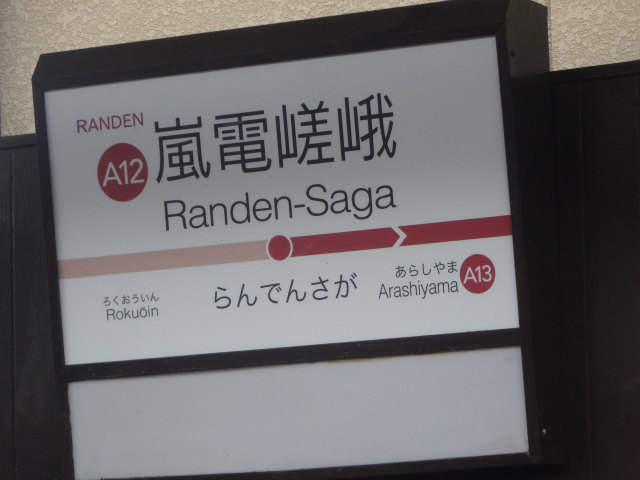 RANDEN
A12 嵐電嵯峨
Randen-Saga
ろくおういん
Rokuōin
らんでんさが
あらしやま
Arashiyama
A13